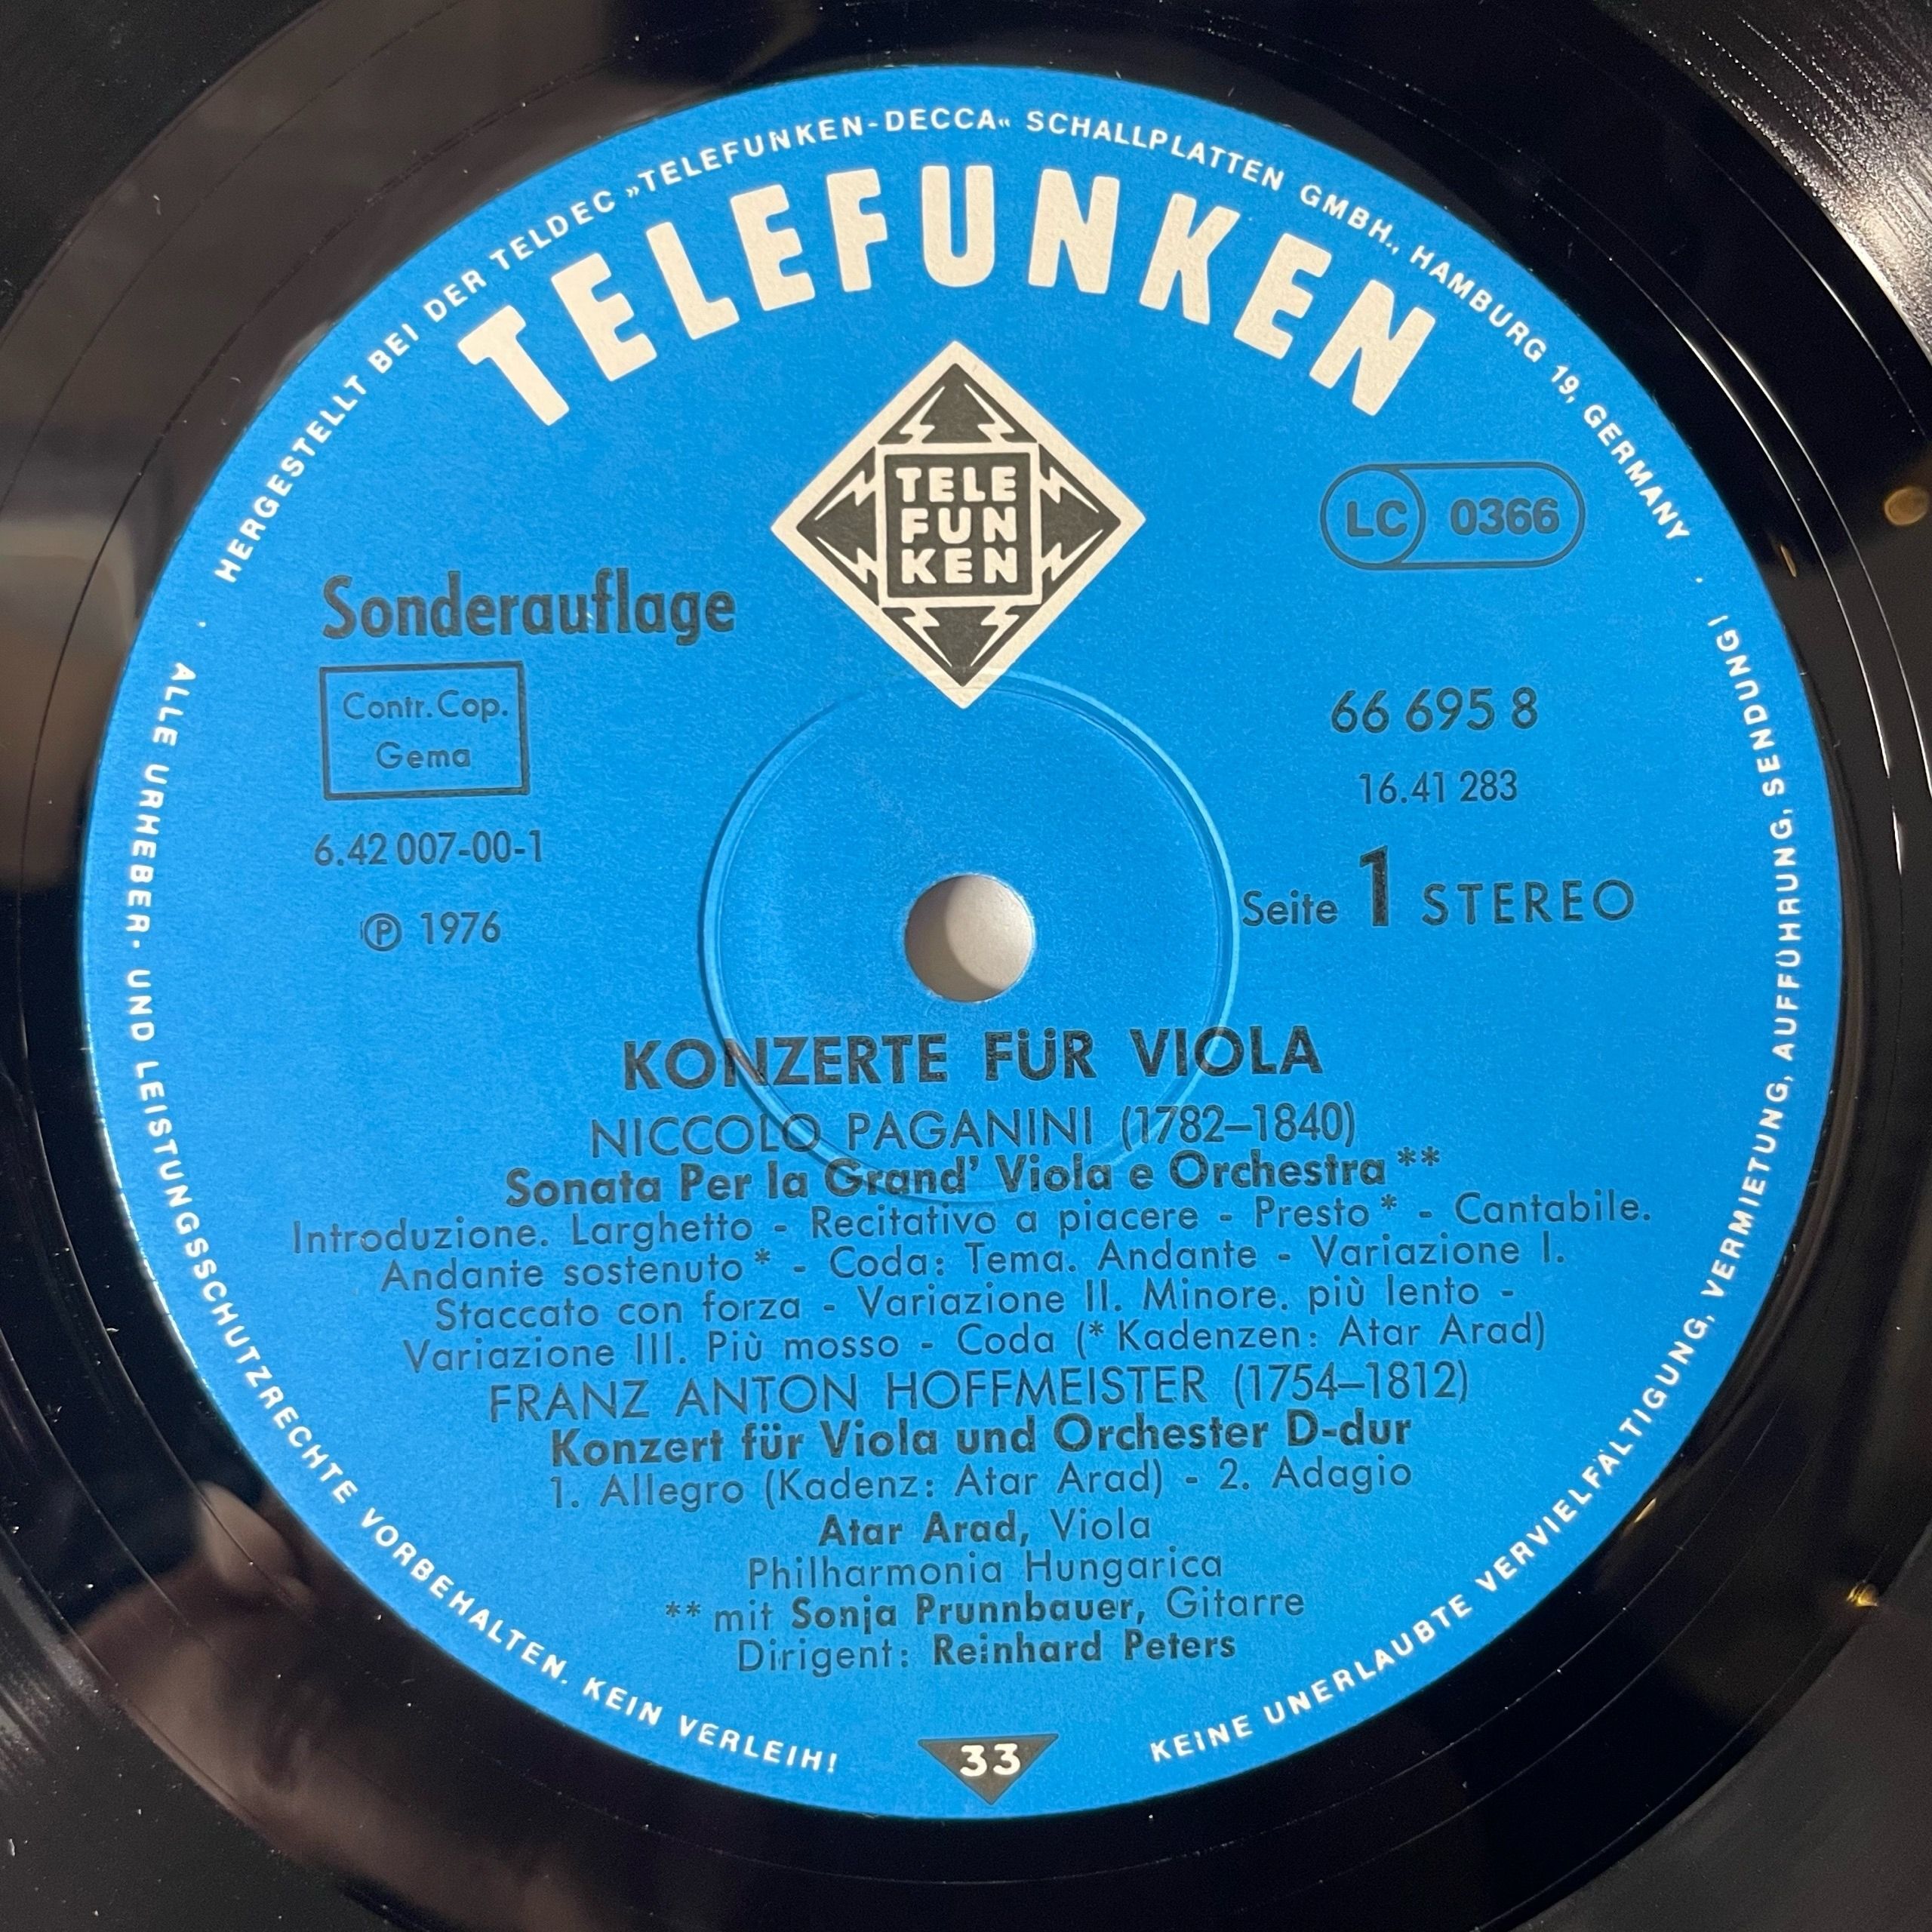 HERGESTELLT BEI DER TELDEC »TELEFUNKEN-DECCA« SCHALLPLATTEN GMBH., HAMBURG 19, GERMANY ·
TELEFUNKEN
TELE
FUN
KEN
LC 0366
Sonderauflage
Contr. Cop.
Gema
66 695 8
16.41 283
6.42 007-00-1
Seite 1 STEREO
℗ 1976
KONZERTE FÜR VIOLA
NICCOLO PAGANINI (1782–1840)
Sonata Per la Grand' Viola e Orchestra**
Introduzione. Larghetto - Recitativo a piacere - Presto* - Cantabile.
Andante sostenuto* - Coda: Tema. Andante - Variazione I.
Staccato con forza - Variazione II. Minore. più lento -
Variazione III. Più mosso - Coda (* Kadenzen: Atar Arad)
FRANZ ANTON HOFFMEISTER (1754–1812)
Konzert für Viola und Orchester D-dur
1. Allegro (Kadenz: Atar Arad) - 2. Adagio
Atar Arad, Viola
Philharmonia Hungarica
** mit Sonja Prunnbauer, Gitarre
Dirigent: Reinhard Peters
33
· ALLE URHEBER- UND LEISTUNGSSCHUTZRECHTE VORBEHALTEN. KEIN VERLEIH!
KEINE UNERLAUBTE VERVIELFÄLTIGUNG, VERMIETUNG, AUFFÜHRUNG, SENDUNG!